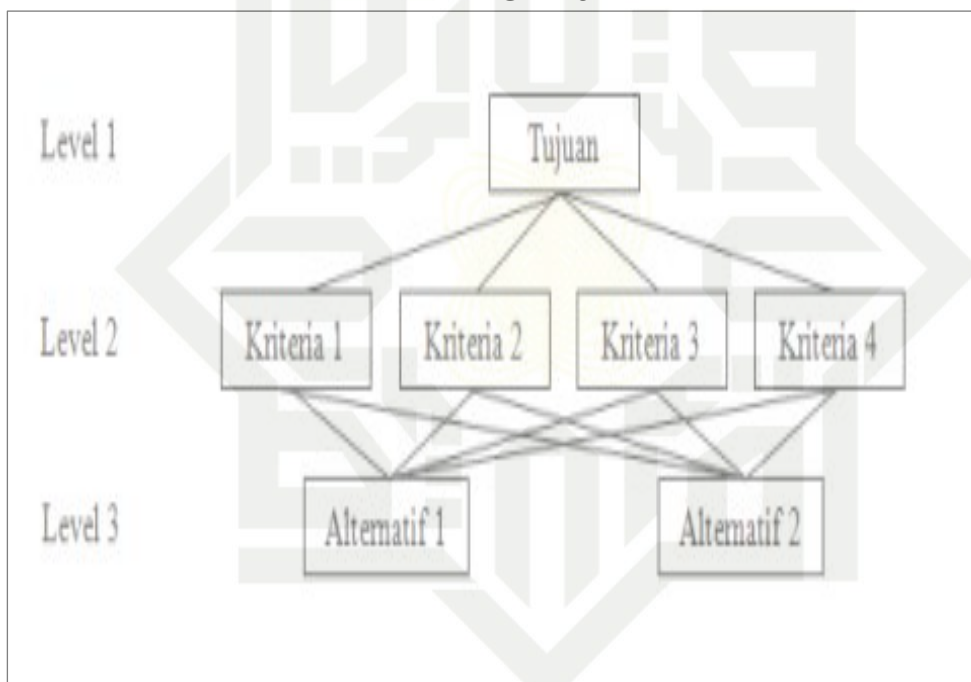 Level 1
Tujuan
Level 2
Kriteria 1
Kriteria 2
Kriteria 3
Kriteria 4
Level 3
Alternatif 1
Alternatif 2